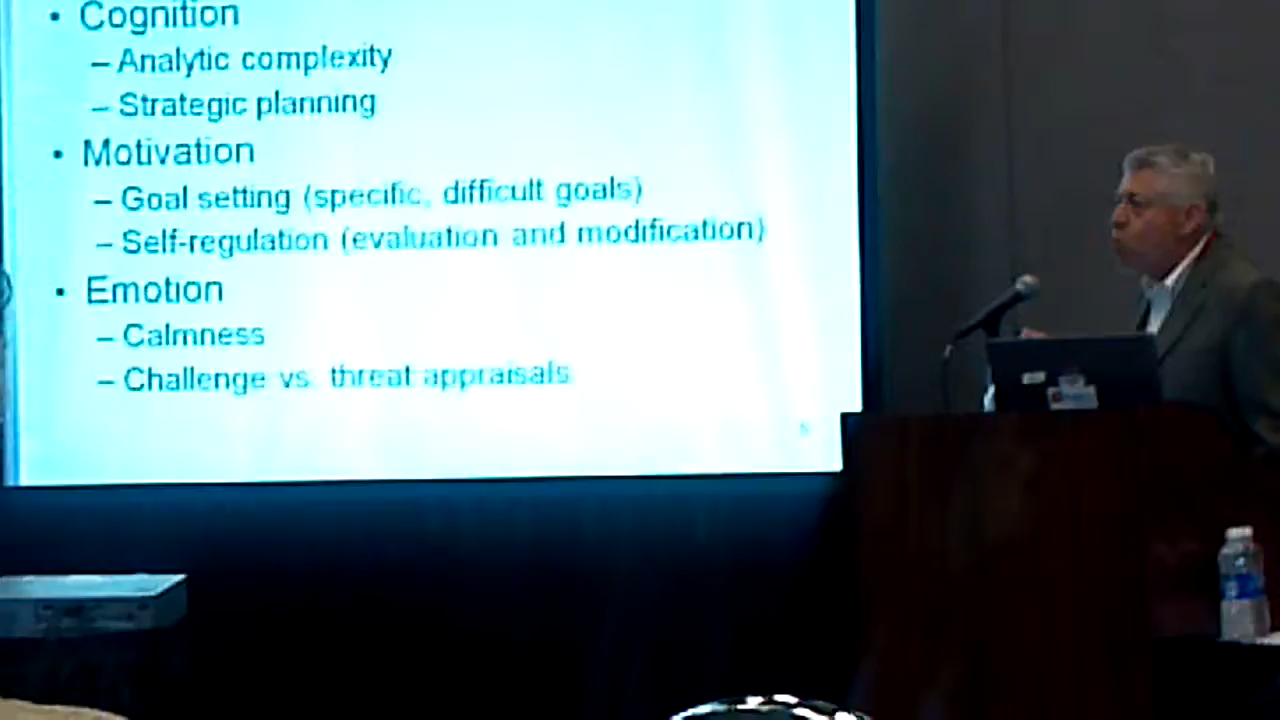 • Cognition
– Analytic complexity
– Strategic planning
• Motivation
– Goal setting (specific, difficult goals)
– Self-regulation (evaluation and modification)
• Emotion
– Calmness
– Challenge vs. threat appraisals